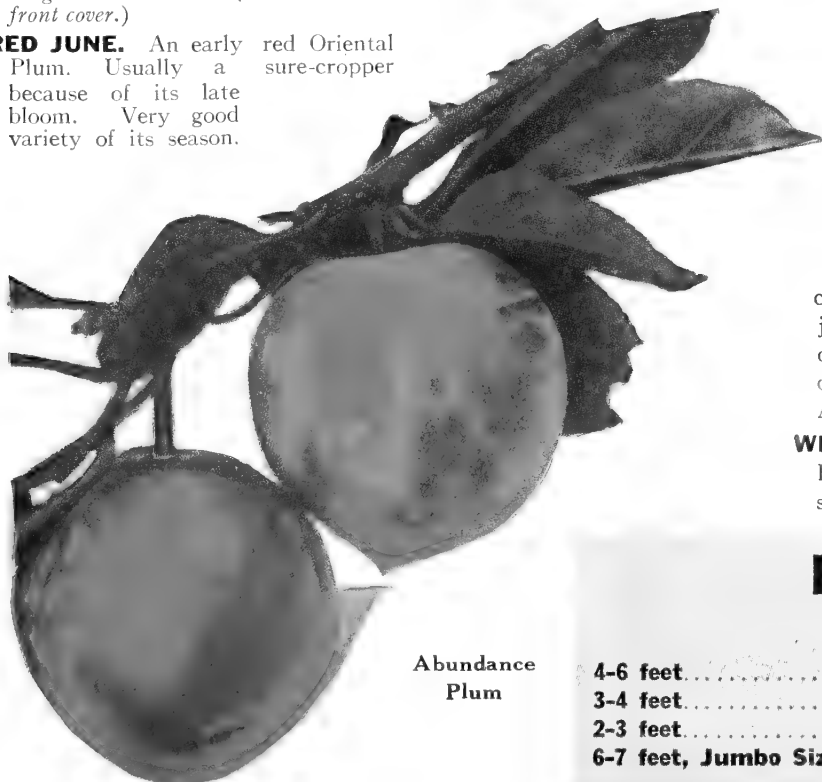 front cover.)
RED JUNE. An early red Oriental
Plum. Usually a sure-cropper
because of its late
bloom. Very good
variety of its season.
Abundance
Plum
4-6 feet
3-4 feet
2-3 feet
6-7 feet, Jumbo